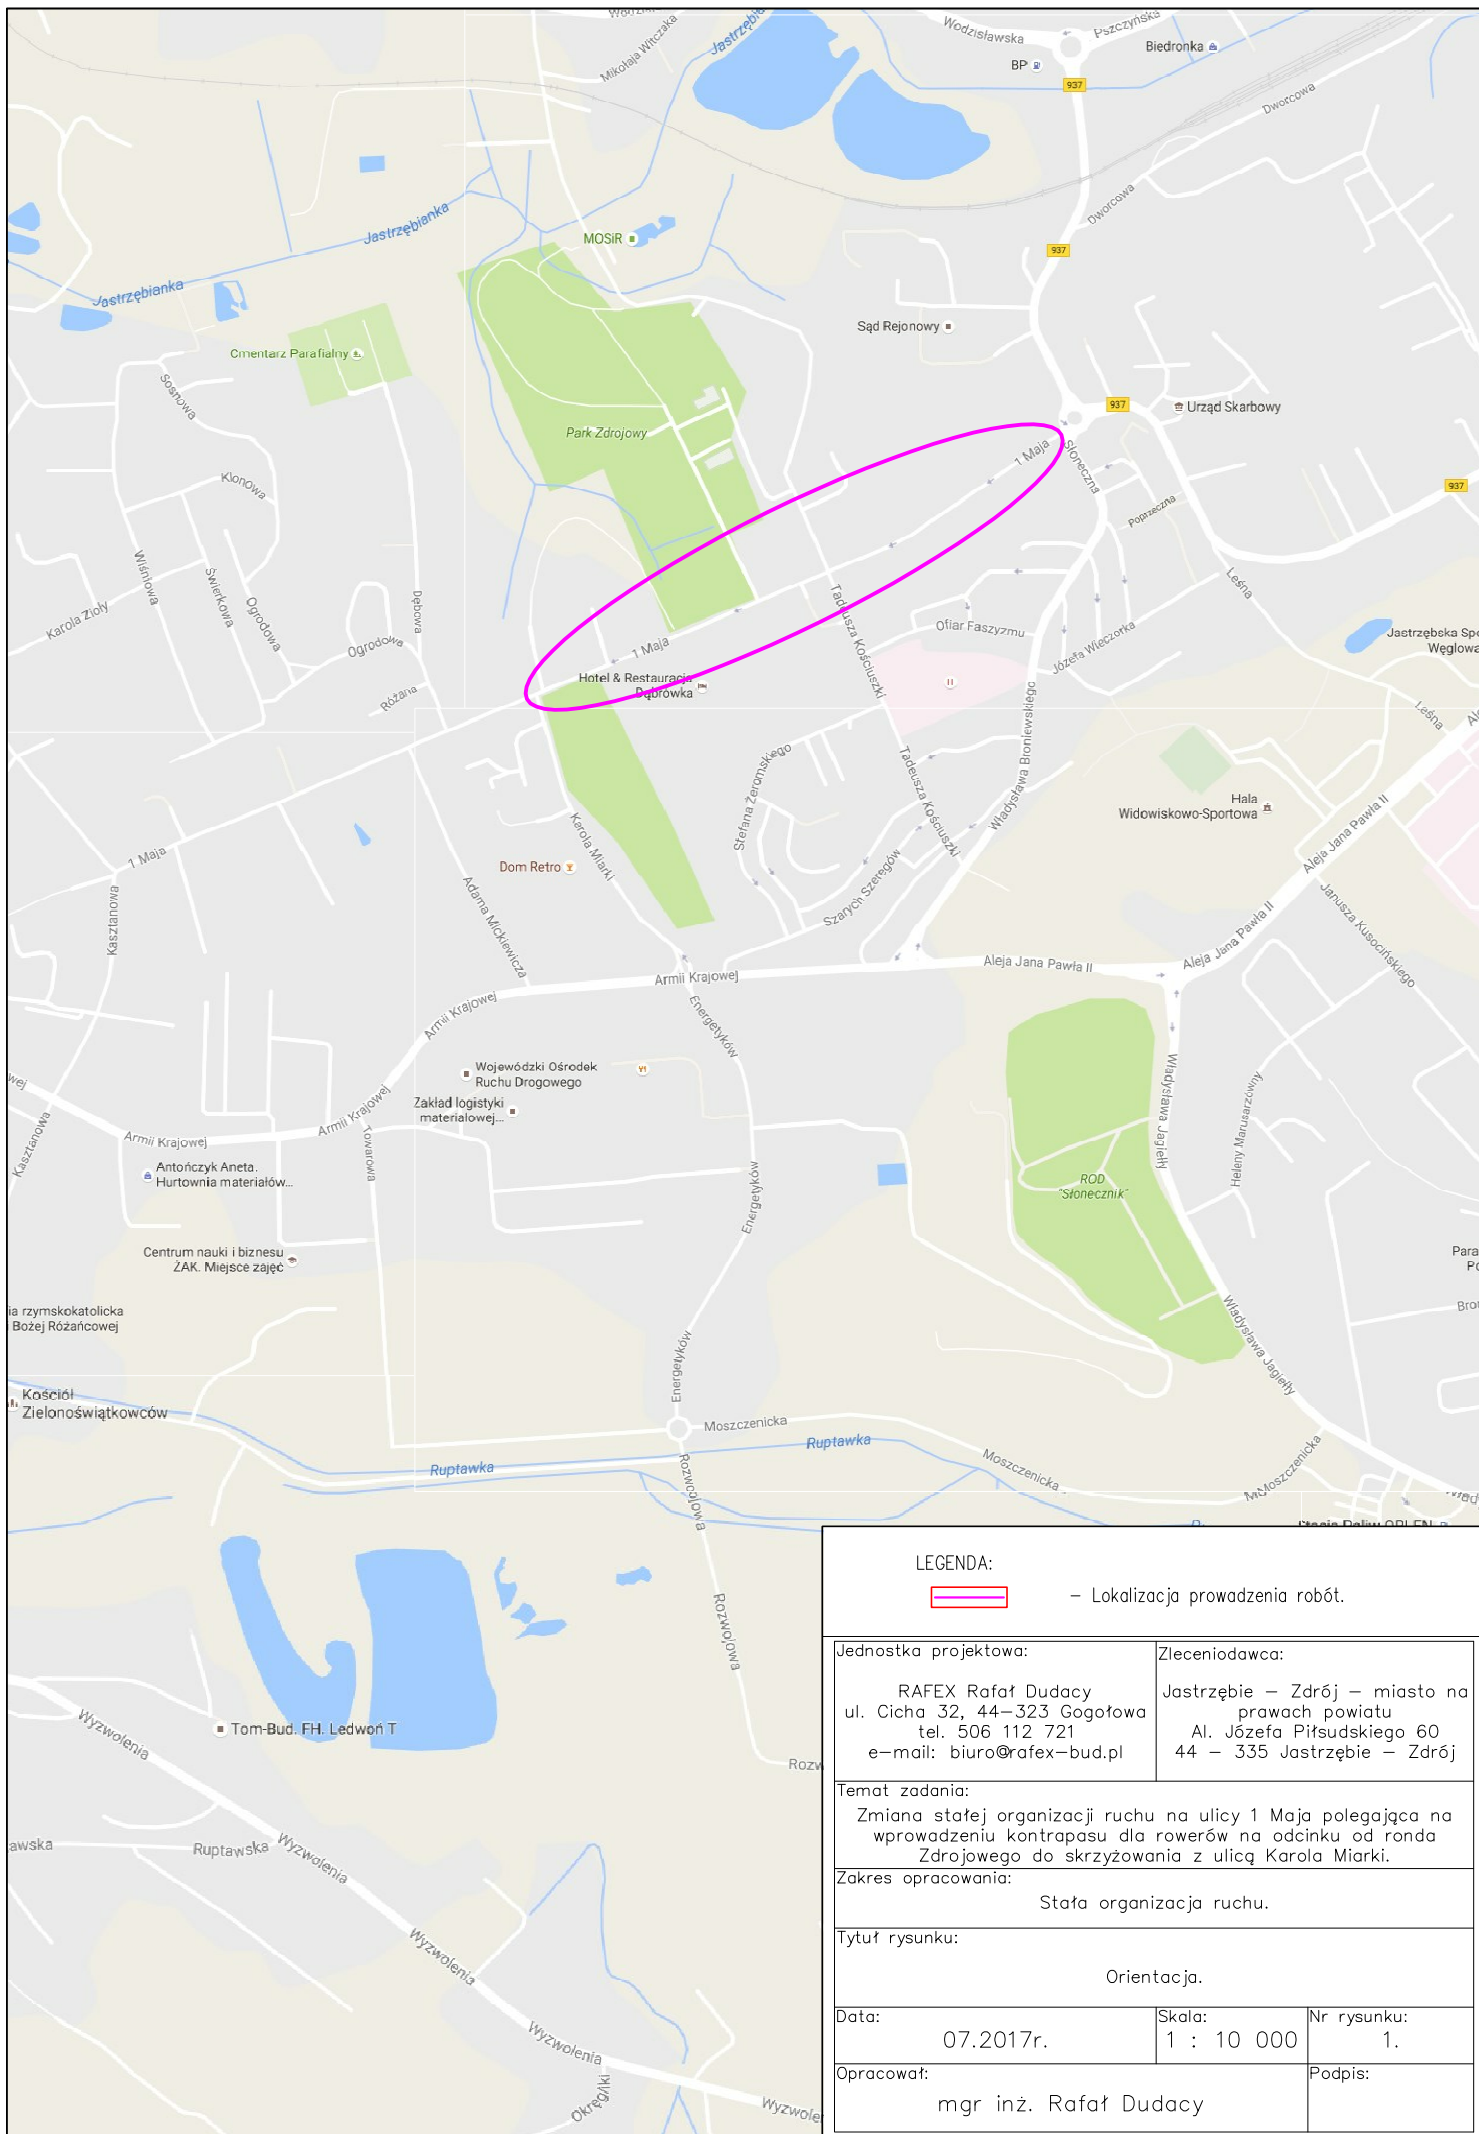 Mikołaja Witczaka
Wodzisławska
Pszczyńska
Biedronka
BP
937
Dworcowa
Dworcowa
Jastrzębianka
Jastrzębianka
MOSiR
937
Sąd Rejonowy
Cmentarz Parafialny
Sosnowa
937
Urząd Skarbowy
Park Zdrojowy
1 Maja
Słoneczna
Klonowa
937
Poprzeczna
Wiśniowa
Świerkowa
Ogrodowa
Dębowa
Leśna
Karola Zioły
Ogrodowa
Tadeusza Kościuszki
Ofiar Faszyzmu
Józefa Wieczorka
Jastrzębska Spó
Węglowa
1 Maja
Hotel & Restauracja
Dąbrówka
Różana
Leśna
Władysława Broniewskiego
Stefana Żeromskiego
Tadeusza Kościuszki
Hala
Widowiskowo-Sportowa
Aleja Jana Pawła II
1 Maja
Dom Retro
Karola Miarki
Adama Mickiewicza
Kasztanowa
Szarych Szeregów
Janusza Kusocińskiego
Aleja Jana Pawła II
Aleja Jana Pawła II
Armii Krajowej
Armii Krajowej
Energetyków
Wojewódzki Ośrodek
Ruchu Drogowego
Zakład logistyki
materialowej...
Władysława Jagiełły
Heleny Marusarzówny
wej
Kasztanowa
Armii Krajowej
Armii Krajowej
Towarowa
Antończyk Aneta.
Hurtownia materiałów...
Energetyków
ROD
"Słonecznik"
Centrum nauki i biznesu
ŻAK. Miejsce zajęć
Para
ia rzymskokatolicka
Bożej Różańcowej
Władysława Jagiełły
Energetyków
Kościół
Zielonoświątkowców
Moszczenicka
Ruptawka
Ruptawka
Moszczenicka
Moszczenicka
Rozwojowa
Rozwojowa
Tom-Bud. FH. Ledwoń T
Wyzwolenia
Rozw
awska
Ruptawska
Wyzwolenia
Wyzwolenia
Wyzwolenia
Okrężki
Wyzwole
LEGENDA:
– Lokalizacja prowadzenia robót.
Jednostka projektowa:
RAFEX Rafał Dudacy
ul. Cicha 32, 44–323 Gogołowa
tel. 506 112 721
e–mail: biuro@rafex–bud.pl
Zleceniodawca:
Jastrzębie – Zdrój – miasto na
prawach powiatu
Al. Józefa Piłsudskiego 60
44 – 335 Jastrzębie – Zdrój
Temat zadania:
Zmiana stałej organizacji ruchu na ulicy 1 Maja polegająca na
wprowadzeniu kontrapasu dla rowerów na odcinku od ronda
Zdrojowego do skrzyżowania z ulicą Karola Miarki.
Zakres opracowania:
Stała organizacja ruchu.
Tytuł rysunku:
Orientacja.
Data:
07.2017r.
Skala:
1 : 10 000
Nr rysunku:
1.
Opracował:
mgr inż. Rafał Dudacy
Podpis: